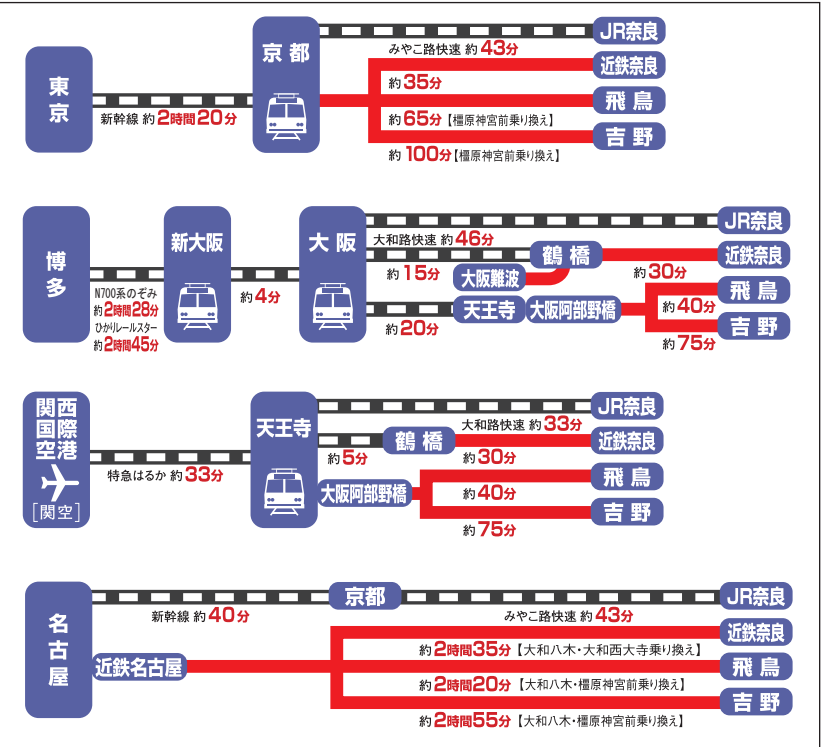 東京
新幹線 約2時間20分
京都
JR奈良
みやこ路快速 約43分
近鉄奈良
約35分
飛鳥
約65分【橿原神宮前乗り換え】
吉野
約100分【橿原神宮前乗り換え】
博多
N700系のぞみ
約2時間28分
ひかりレールスター
約2時間45分
新大阪
約4分
大阪
JR奈良
大和路快速 約46分
鶴橋
近鉄奈良
約15分
大阪難波
約30分
飛鳥
約40分
天王寺
大阪阿部野橋
約20分
吉野
約75分
関西国際空港
[関空]
特急はるか 約33分
天王寺
JR奈良
大和路快速 約33分
鶴橋
近鉄奈良
約5分
約30分
飛鳥
大阪阿部野橋
約40分
吉野
約75分
名古屋
新幹線 約40分
京都
みやこ路快速 約43分
JR奈良
近鉄名古屋
近鉄奈良
約2時間35分【大和八木・大和西大寺乗り換え】
飛鳥
約2時間20分【大和八木・橿原神宮前乗り換え】
吉野
約2時間55分【大和八木・橿原神宮前乗り換え】